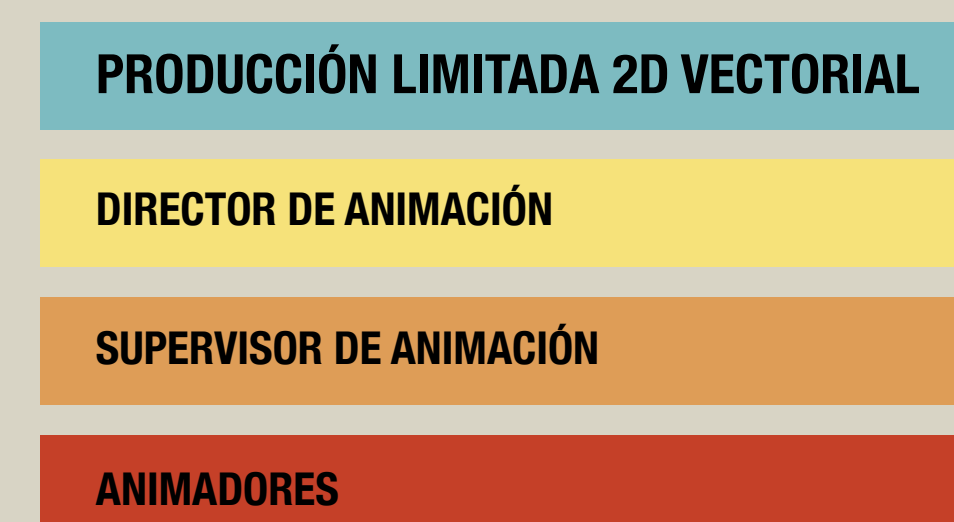 PRODUCCIÓN LIMITADA 2D VECTORIAL
DIRECTOR DE ANIMACIÓN
SUPERVISOR DE ANIMACIÓN
ANIMADORES